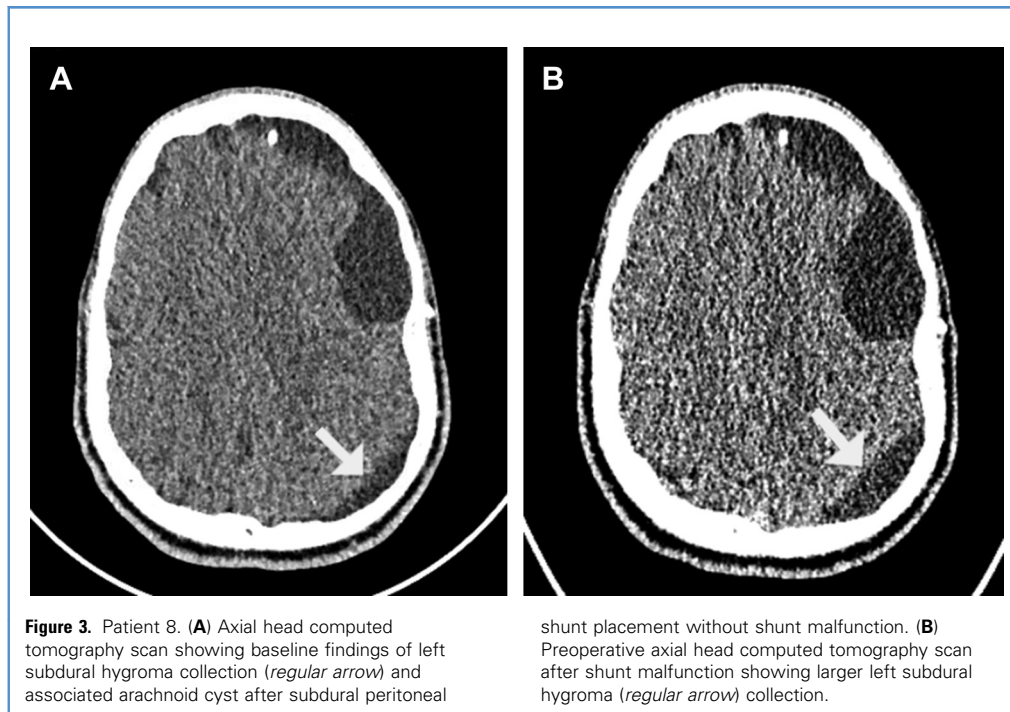 A
B
Figure 3. Patient 8. (A) Axial head computed
tomography scan showing baseline findings of left
subdural hygroma collection (regular arrow) and
associated arachnoid cyst after subdural peritoneal
shunt placement without shunt malfunction. (B)
Preoperative axial head computed tomography scan
after shunt malfunction showing larger left subdural
hygroma (regular arrow) collection.